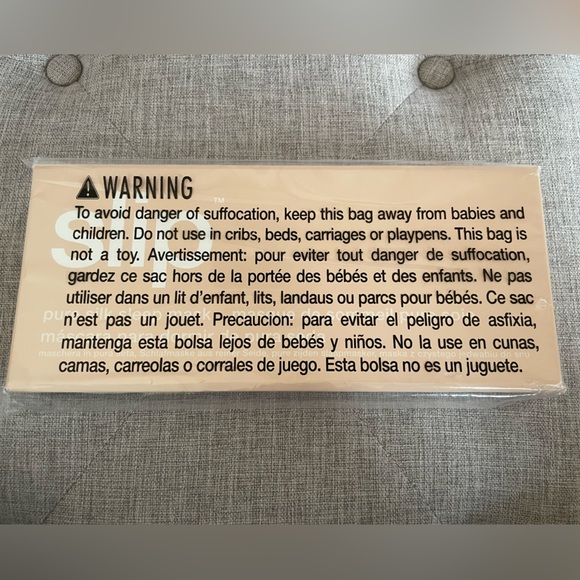 WARNING
To avoid danger of suffocation, keep this bag away from babies and
children. Do not use in cribs, beds, carriages or playpens. This bag is
not a toy. Avertissement: pour eviter tout danger de suffocation,
gardez ce sac hors de la portée des bébés et des enfants. Ne pas
utiliser dans un lit d'enfant, lits, landaus ou parcs pour bébés. Ce sac
n'est pas un jouet. Precaucion: para evitar el peligro de asfixia,
mantenga esta bolsa lejos de bebés y niños. No la use en cunas,
camas, carreolas o corrales de juego. Esta bolsa no es un juguete.
slip™
pure silk sleep mask